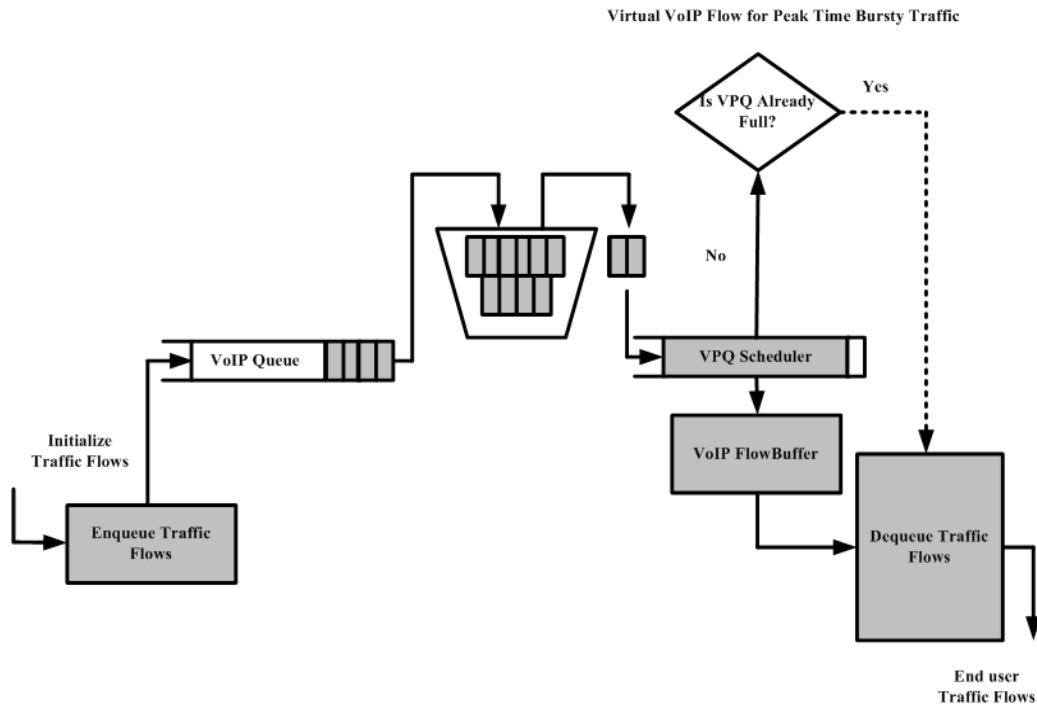 Virtual VoIP Flow for Peak Time Bursty Traffic
Is VPQ Already
Full?
Yes
No
VoIP Queue
VPQ Scheduler
Initialize
Traffic Flows
VoIP FlowBuffer
Enqueue Traffic
Flows
Dequeue Traffic
Flows
End user
Traffic Flows